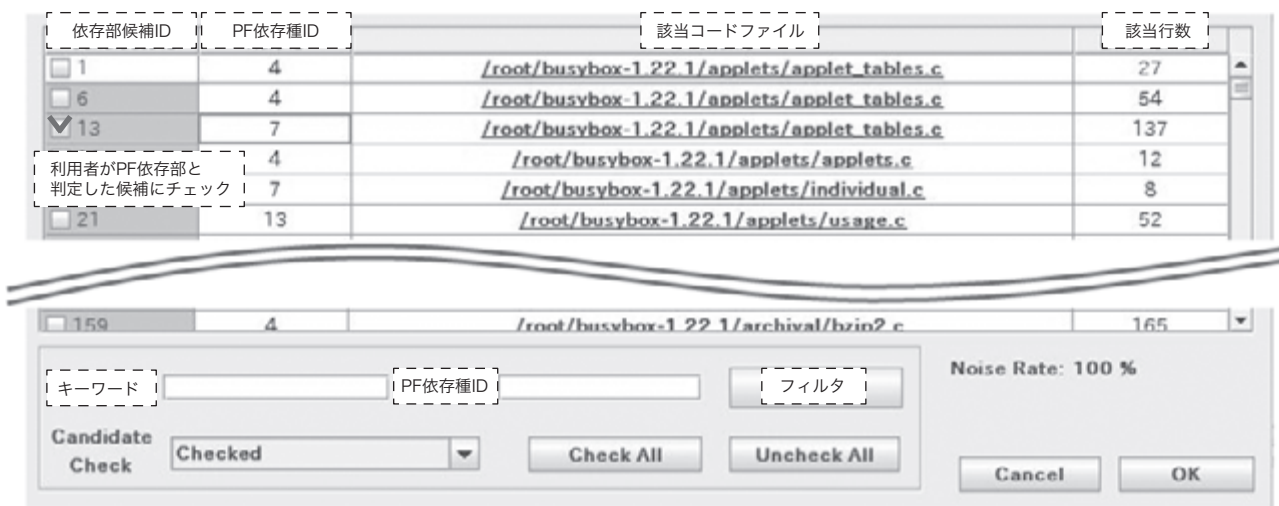 依存部候補ID PF依存種ID 該当コードファイル 該当行数
1 4 /root/busybox-1.22.1/applets/applet_tables.c 27
6 4 /root/busybox-1.22.1/applets/applet_tables.c 54
13 7 /root/busybox-1.22.1/applets/applet_tables.c 137
4 /root/busybox-1.22.1/applets/applets.c 12
利用者がPF依存部と
判定した候補にチェック
7 /root/busybox-1.22.1/applets/individual.c 8
21 13 /root/busybox-1.22.1/applets/usage.c 52
159 4 /root/busybox-1.22.1/archival/bzip2.c 165
キーワード PF依存種ID フィルタ Noise Rate: 100 %
Candidate
Check Checked Check All Uncheck All
Cancel OK